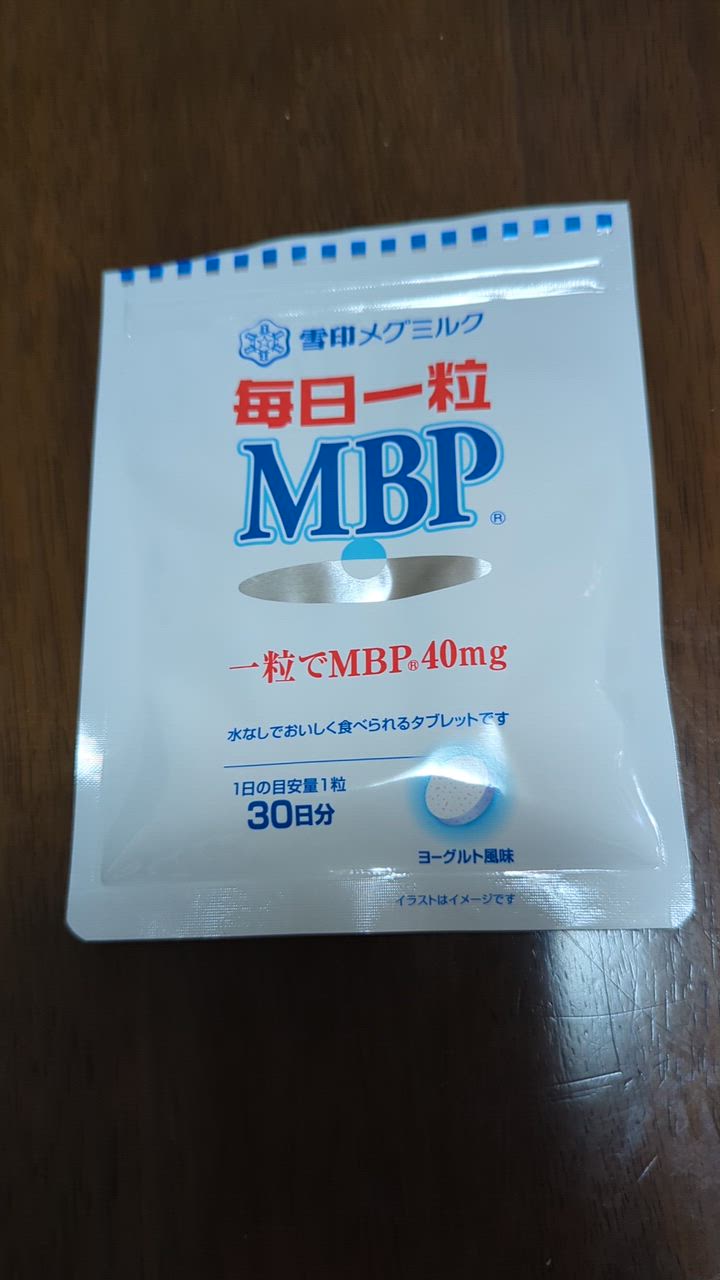 雪印メグミルク
毎日一粒
MBP®
一粒でMBP®40mg
水なしでおいしく食べられるタブレットです
1日の目安量1粒
30日分
ヨーグルト風味
イラストはイメージです